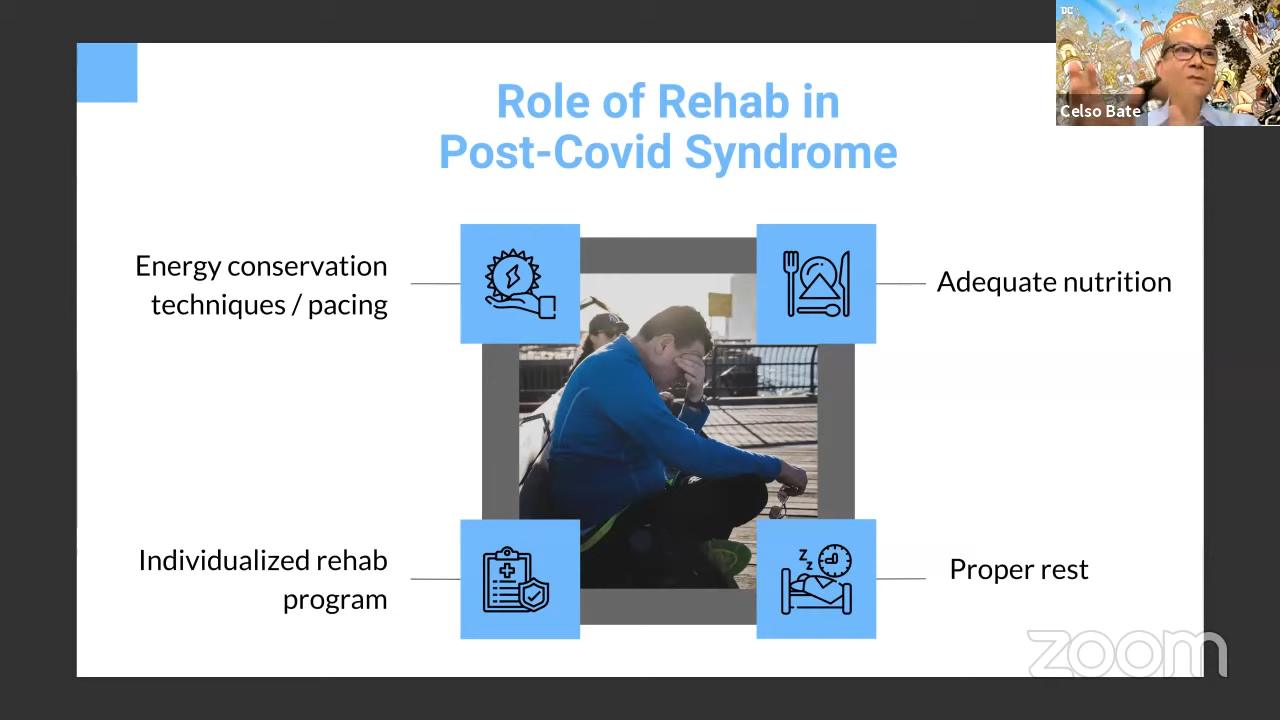 DC
Celso Bate
Role of Rehab in
Post-Covid Syndrome
Energy conservation
techniques / pacing
Adequate nutrition
Individualized rehab
program
Proper rest
zoom